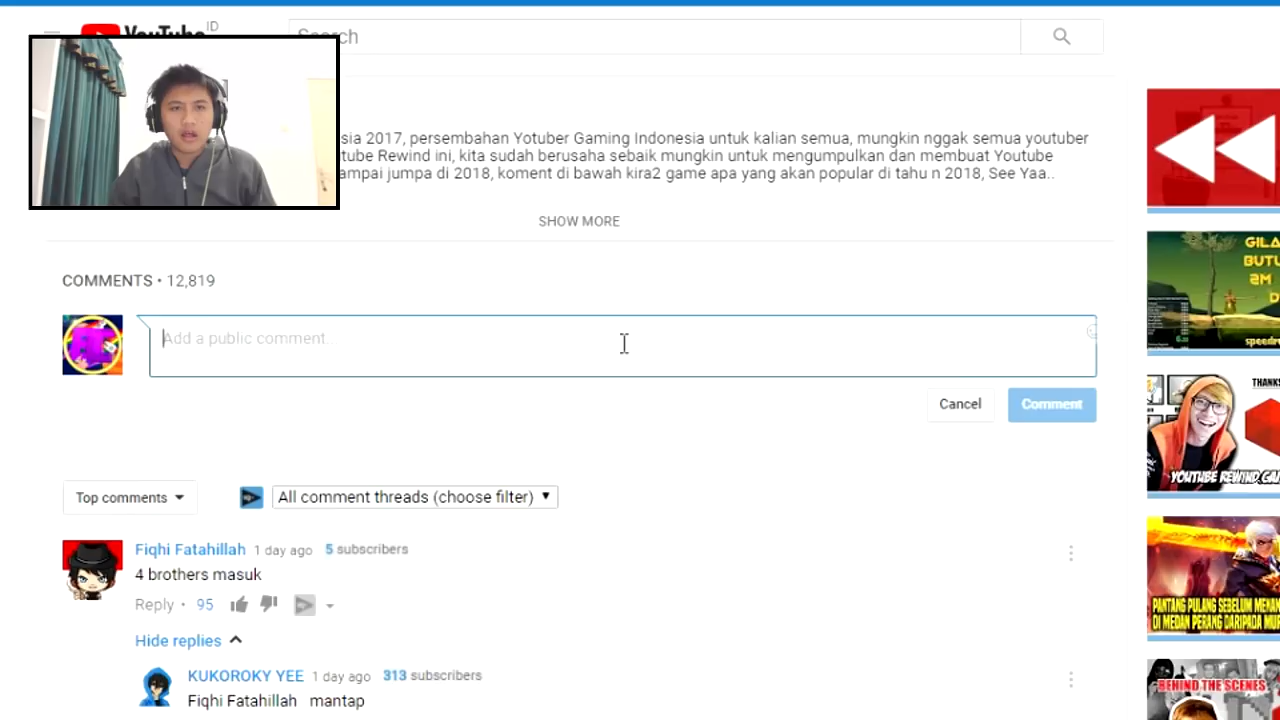 YouTube ID
Search
sia 2017, persembahan Yotuber Gaming Indonesia untuk kalian semua, mungkin nggak semua youtuber
tube Rewind ini, kita sudah berusaha sebaik mungkin untuk mengumpulkan dan membuat Youtube
ampai jumpa di 2018, koment di bawah kira2 game apa yang akan popular di tahu n 2018, See Yaa..
SHOW MORE
COMMENTS • 12,819
Add a public comment...
Cancel
Comment
Top comments
All comment threads (choose filter)
Fiqhi Fatahillah 1 day ago 5 subscribers
4 brothers masuk
Reply • 95
Hide replies
KUKOROKY YEE 1 day ago 313 subscribers
Fiqhi Fatahillah mantap
GILA
BUTU
2M
D
speedru
THANKS
YOUTUBE REWIND.GA
PANTANG PULANG SEBELUM MENAN
DI MEDAN PERANG DARIPADA MUR
BEHIND THE SCENES